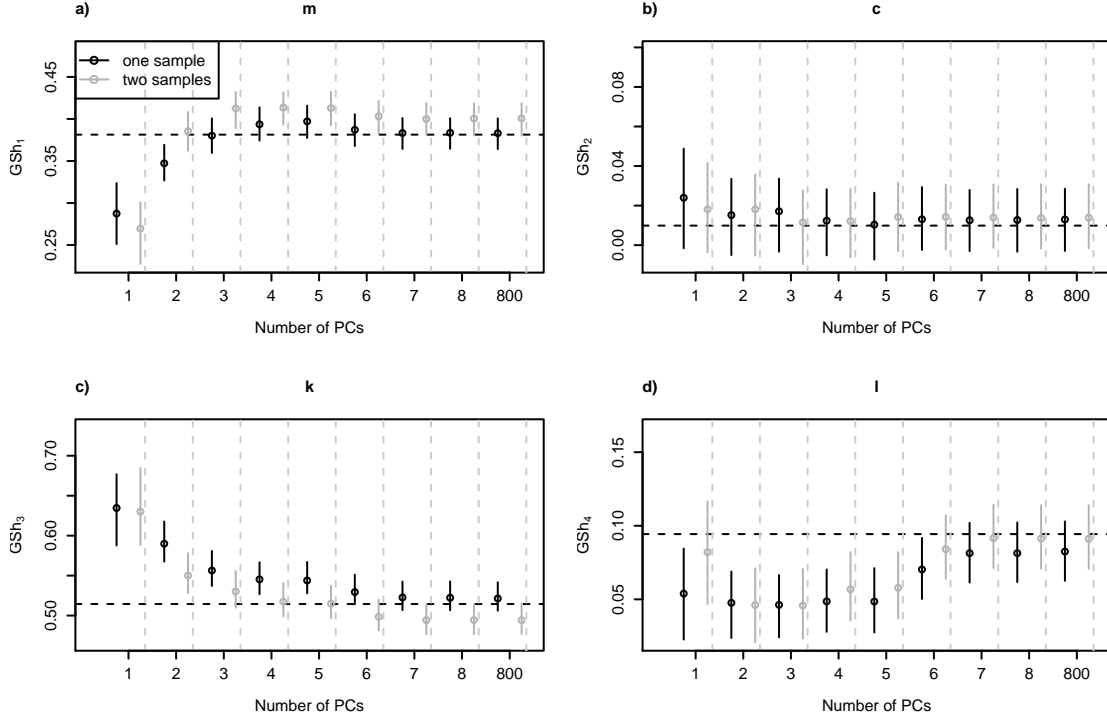 a) m
one sample
two samples
GSh₁
0.25 0.35 0.45
1 2 3 4 5 6 7 8 800
Number of PCs
b) c
GSh₂
0.00 0.04 0.08
1 2 3 4 5 6 7 8 800
Number of PCs
c) k
GSh₃
0.50 0.60 0.70
1 2 3 4 5 6 7 8 800
Number of PCs
d) l
GSh₄
0.05 0.10 0.15
1 2 3 4 5 6 7 8 800
Number of PCs